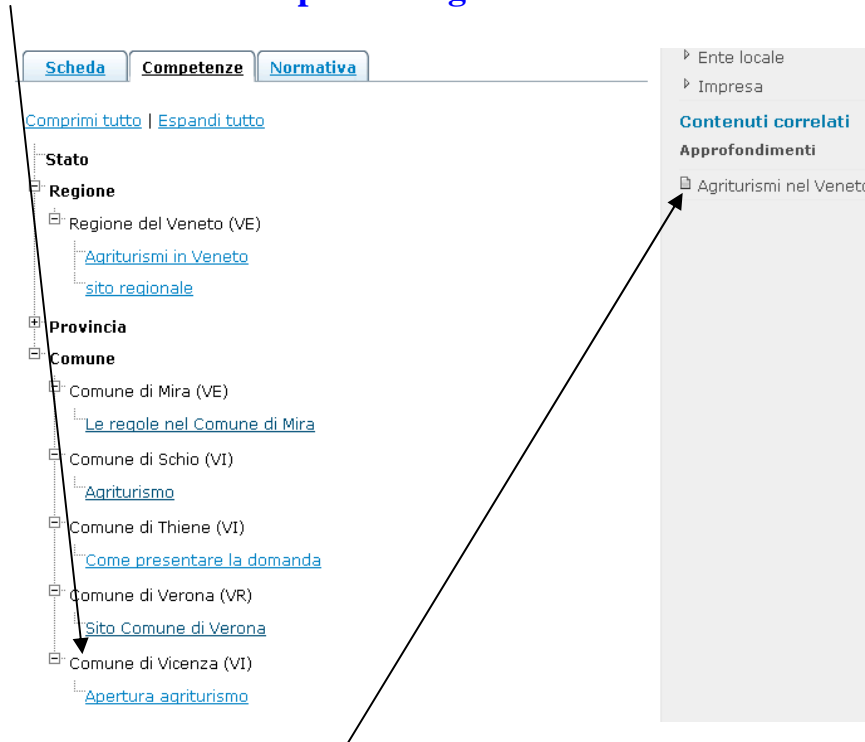 Scheda Competenze Normativa
Comprimi tutto | Espandi tutto
Stato
Regione
Regione del Veneto (VE)
Agriturismi in Veneto
sito regionale
Provincia
Comune
Comune di Mira (VE)
Le regole nel Comune di Mira
Comune di Schio (VI)
Agriturismo
Comune di Thiene (VI)
Come presentare la domanda
Comune di Verona (VR)
Sito Comune di Verona
Comune di Vicenza (VI)
Apertura agriturismo
Ente locale
Impresa
Contenuti correlati
Approfondimenti
Agriturismi nel Veneto